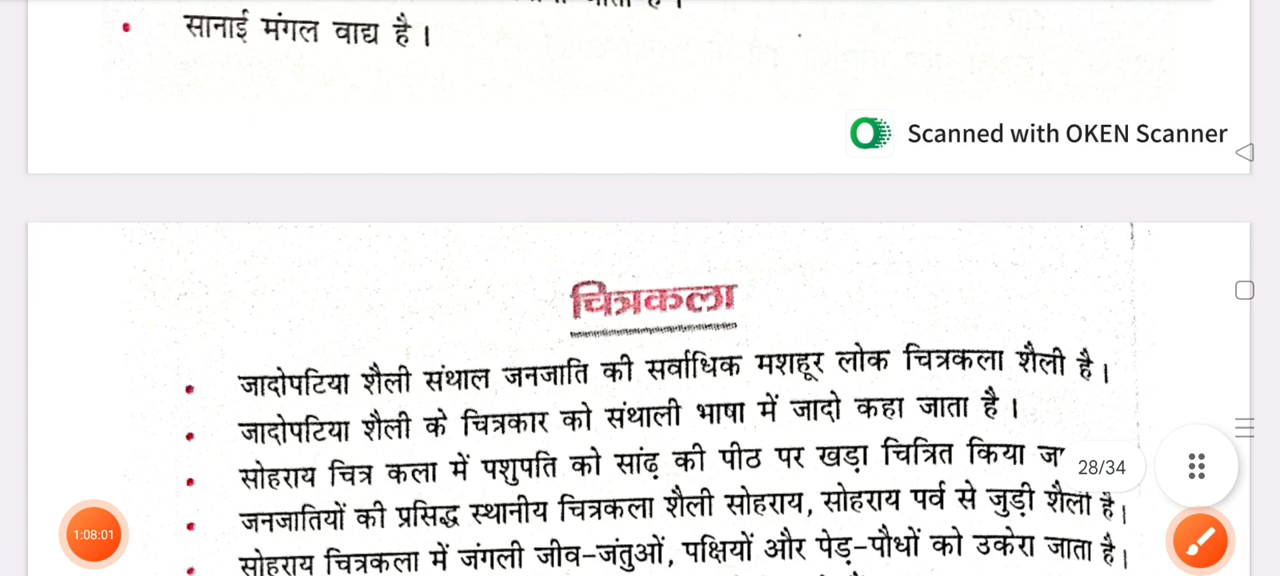 • सानाई मंगल वाद्य है ।
Scanned with OKEN Scanner
चित्रकला
• जादोपटिया शैली संथाल जनजाति की सर्वाधिक मशहूर लोक चित्रकला शैली है ।
• जादोपटिया शैली के चित्रकार को संथाली भाषा में जादो कहा जाता है ।
• सोहराय चित्र कला में पशुपति को सांढ़ की पीठ पर खड़ा चित्रित किया
28/34
• जनजातियों की प्रसिद्ध स्थानीय चित्रकला शैली सोहराय, सोहराय पर्व से जुड़ी शैली है।
1:08:01
• सोहराय चित्रकला में जंगली जीव-जंतुओं, पक्षियों और पेड़-पौधों को उकेरा जाता है।